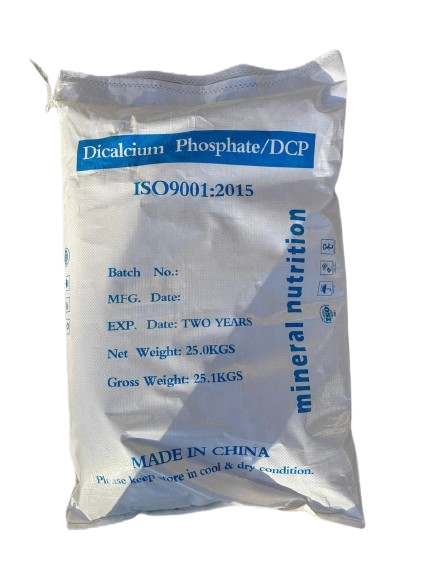 Dicalcium Phosphate/DCP
ISO9001:2015
Batch No.:
MFG. Date:
EXP. Date: TWO YEARS
Net Weight: 25.0KGS
Gross Weight: 25.1KGS
mineral nutrition
MADE IN CHINA
Please keep store in cool & dry condition.